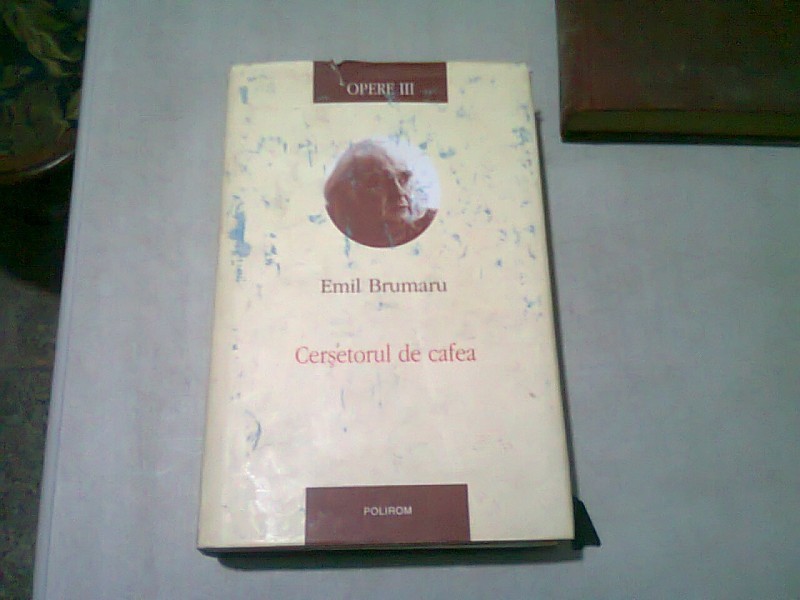 OPERE III
Emil Brumaru
Cerșetorul de cafea
POLIROM